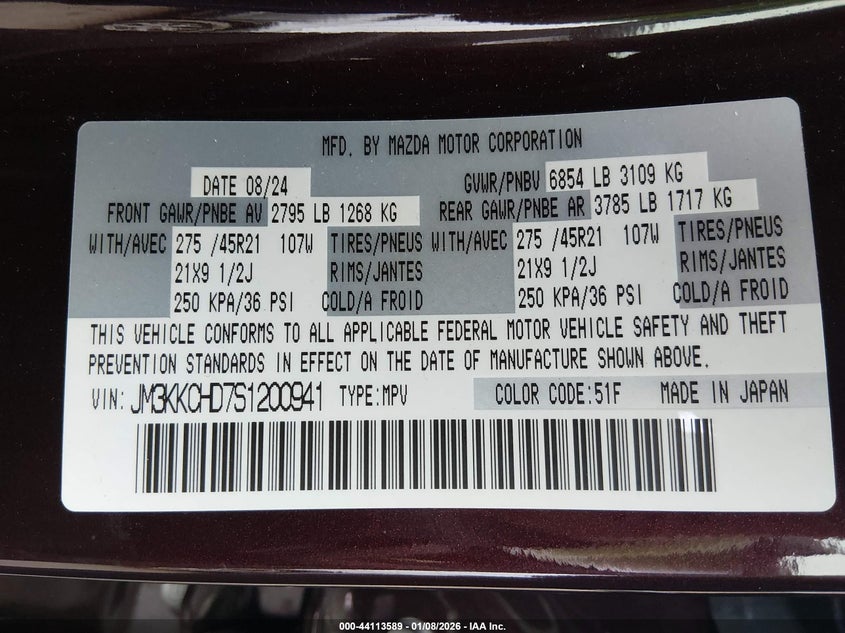 MFD. BY MAZDA MOTOR CORPORATION
DATE 08/24 GVWR/PNBV 6854 LB 3109 KG
FRONT GAWR/PNBE AV 2795 LB 1268 KG REAR GAWR/PNBE AR 3785 LB 1717 KG
WITH/AVEC 275 /45R21 107W TIRES/PNEUS WITH/AVEC 275 /45R21 107W TIRES/PNEUS
21X9 1/2J RIMS/JANTES 21X9 1/2J RIMS/JANTES
250 KPA/36 PSI COLD/A FROID 250 KPA/36 PSI COLD/A FROID
THIS VEHICLE CONFORMS TO ALL APPLICABLE FEDERAL MOTOR VEHICLE SAFETY AND THEFT
PREVENTION STANDARDS IN EFFECT ON THE DATE OF MANUFACTURE SHOWN ABOVE.
VIN: JM3KKCHD7S1200941 TYPE:MPV COLOR CODE:51F MADE IN JAPAN
000-44113589 - 01/08/2026 - IAA Inc.